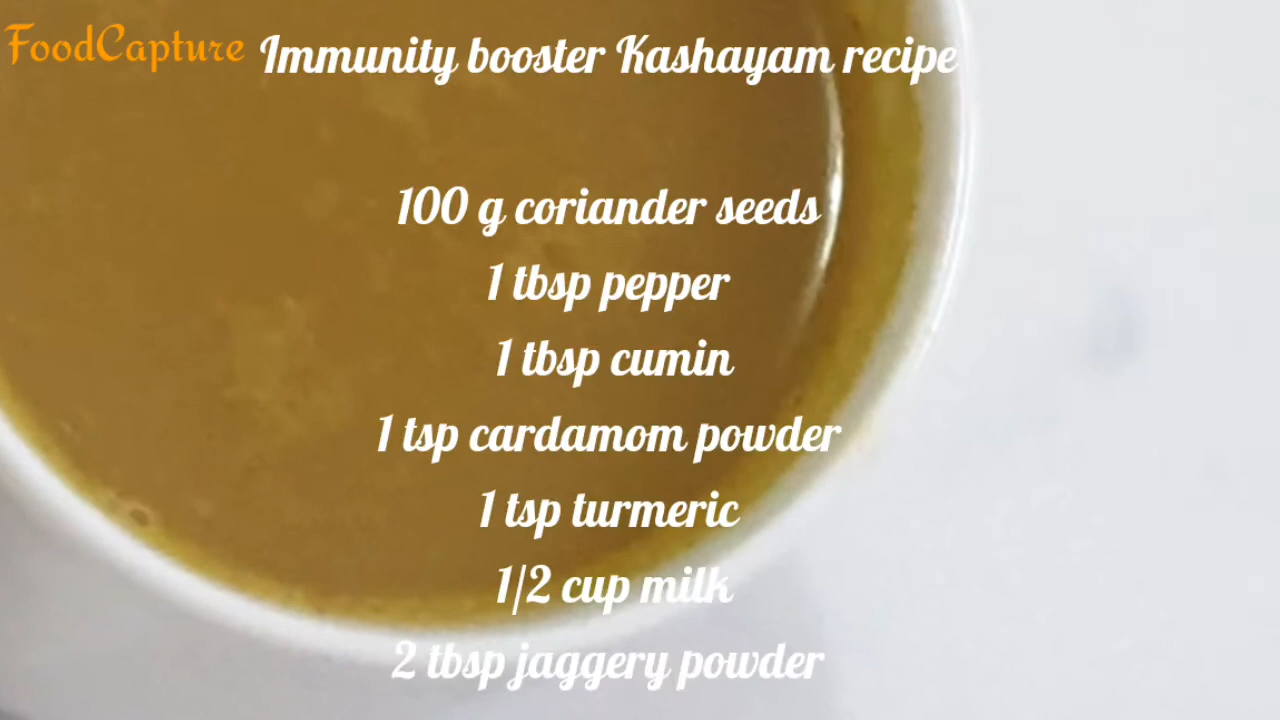 FoodCapture Immunity booster Kashayam recipe
100 g coriander seeds
1 tbsp pepper
1 tbsp cumin
1 tsp cardamom powder
1 tsp turmeric
1/2 cup milk
2 tbsp jaggery powder